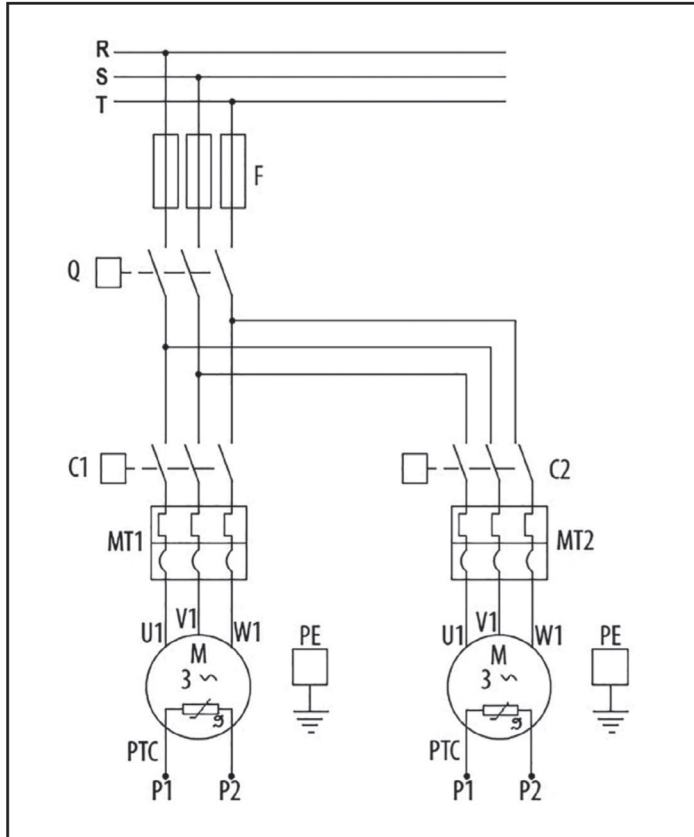 R
S
T
F
Q
C1
C2
MT1
MT2
U1 V1 W1 PE
U1 V1 W1 PE
M
3 ~
M
3 ~
ϑ
ϑ
PTC
PTC
P1 P2
P1 P2